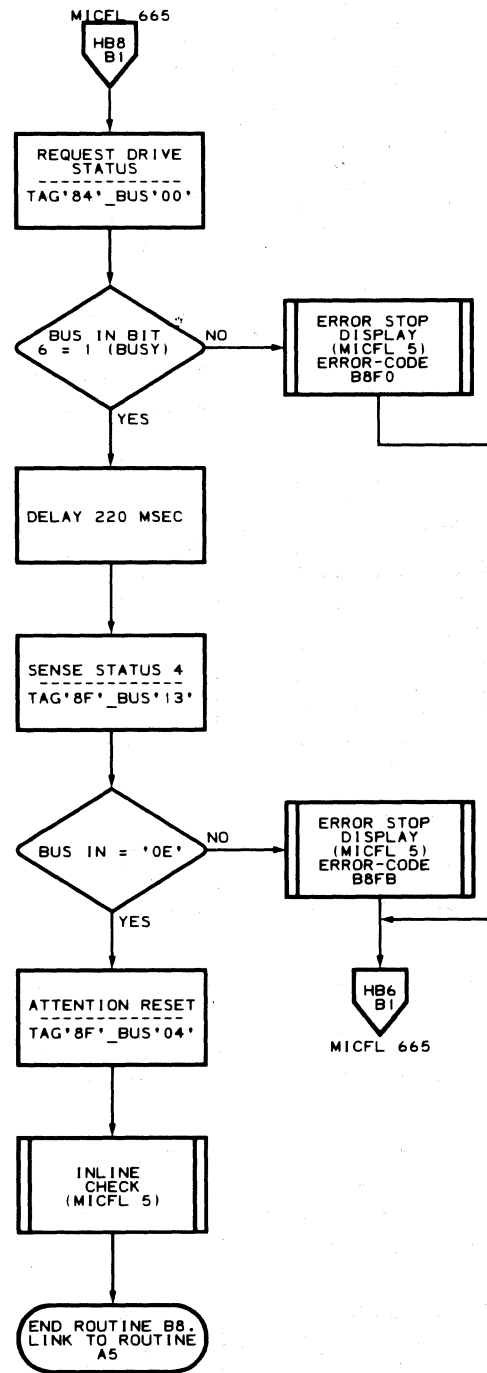 MICFL 665
HB8
B1
REQUEST DRIVE
STATUS
TAG'84'_BUS'00'
BUS IN BIT
6 = 1 (BUSY)
NO
YES
ERROR STOP
DISPLAY
(MICFL 5)
ERROR-CODE
B8F0
DELAY 220 MSEC
SENSE STATUS 4
TAG'8F'_BUS'13'
BUS IN = '0E'
NO
YES
ERROR STOP
DISPLAY
(MICFL 5)
ERROR-CODE
B8FB
HB6
B1
MICFL 665
ATTENTION RESET
TAG'8F'_BUS'04'
INLINE
CHECK
(MICFL 5)
END ROUTINE B8.
LINK TO ROUTINE
A5